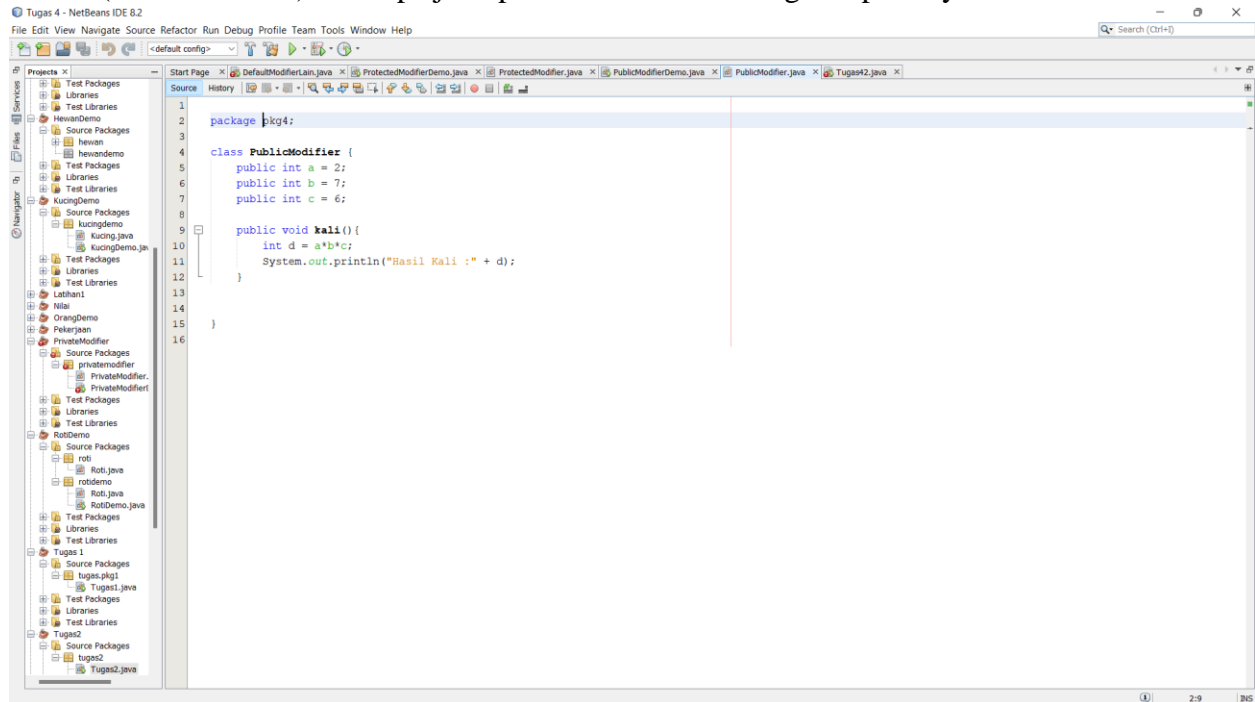 Tugas 4 - NetBeans IDE 8.2
File Edit View Navigate Source Refactor Run Debug Profile Team Tools Window Help
Search (Ctrl+I)
<default config>
Projects
Start Page DefaultModifierLain.java ProtectedModifierDemo.java ProtectedModifier.java PublicModifierDemo.java PublicModifier.java Tugas42.java
Source History
Services
Files
Navigator
Test Packages
Libraries
Test Libraries
HewanDemo
Source Packages
hewan
hewandemo
Test Packages
Libraries
Test Libraries
KucingDemo
Source Packages
kucingdemo
Kucing.java
KucingDemo.jav
Test Packages
Libraries
Test Libraries
Latihan1
Nilai
OrangDemo
Pekerjaan
PrivateModifier
Source Packages
privatemodifier
PrivateModifier.
PrivateModifierD
Test Packages
Libraries
Test Libraries
RotiDemo
Source Packages
roti
Roti.java
rotidemo
Roti.java
RotiDemo.java
Test Packages
Libraries
Test Libraries
Tugas 1
Source Packages
tugas.pkg1
Tugas1.java
Test Packages
Libraries
Test Libraries
Tugas2
Source Packages
tugas2
Tugas2.java
1
2 package pkg4;
3
4 class PublicModifier {
5 public int a = 2;
6 public int b = 7;
7 public int c = 6;
8
9 public void kali(){
10 int d = a*b*c;
11 System.out.println("Hasil Kali :" + d);
12 }
13
14
15 }
16
2:9 INS